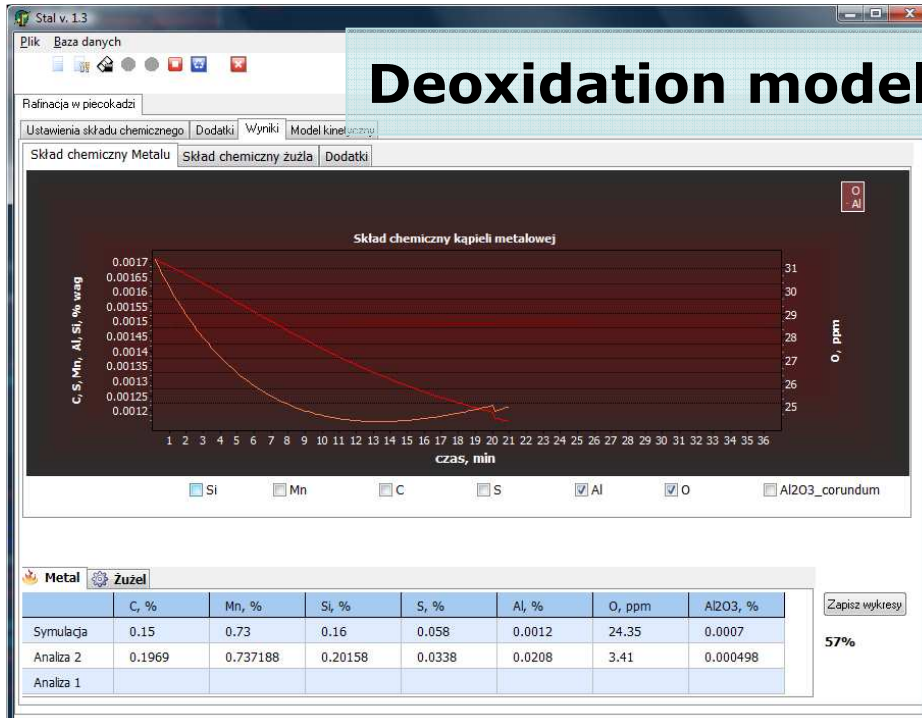 Stal v. 1.3
Plik Baza danych
Deoxidation model
Rafinacja w piecokadzi
Ustawienia składu chemicznego Dodatki Wyniki Model kinetyczny
Skład chemiczny Metalu Skład chemiczny żużla Dodatki
O
Al
Skład chemiczny kąpieli metalowej
C, S, Mn, Al, Si, % wag
0.0017
0.00165
0.0016
0.00155
0.0015
0.00145
0.0014
0.00135
0.0013
0.00125
0.0012
31
30
29
28
27
26
25
O, ppm
1 2 3 4 5 6 7 8 9 10 11 12 13 14 15 16 17 18 19 20 21 22 23 24 25 26 27 28 29 30 31 32 33 34 35 36
czas, min
Si Mn C S Al O Al2O3_corundum
Metal Żużel
C, % Mn, % Si, % S, % Al, % O, ppm Al2O3, %
Symulacja 0.15 0.73 0.16 0.058 0.0012 24.35 0.0007
Analiza 2 0.1969 0.737188 0.20158 0.0338 0.0208 3.41 0.000498
Analiza 1
Zapisz wykresy
57%